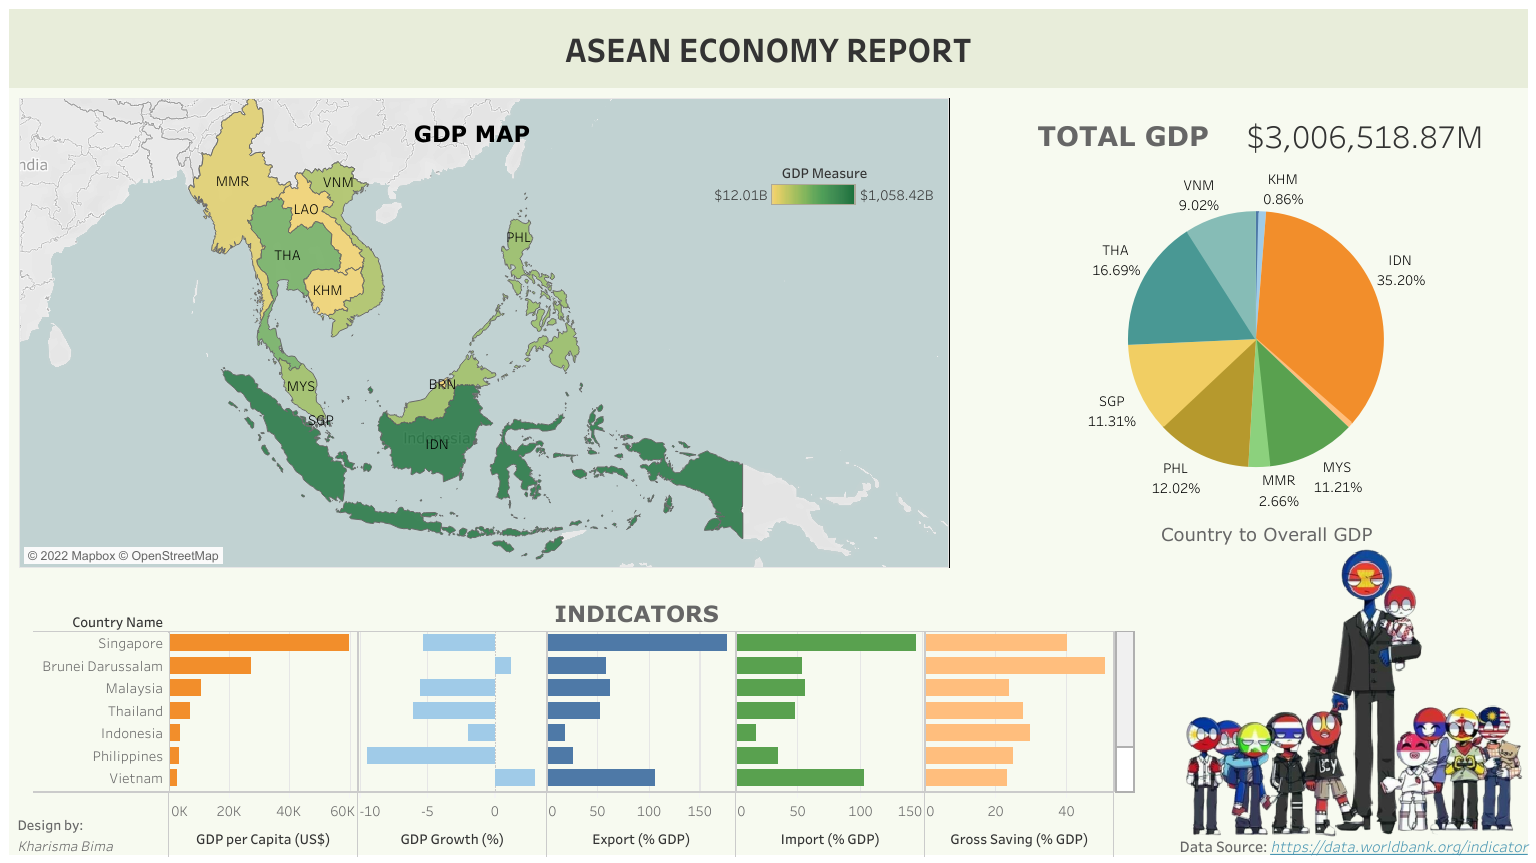 ASEAN ECONOMY REPORT
GDP MAP
ndia
MMR
VNM
LAO
THA
KHM
PHL
MYS
BRN
SGP
Indonesia
IDN
GDP Measure
$12.01B $1,058.42B
© 2022 Mapbox © OpenStreetMap
TOTAL GDP $3,006,518.87M
VNM
9.02%
KHM
0.86%
THA
16.69%
IDN
35.20%
SGP
11.31%
PHL
12.02%
MMR
2.66%
MYS
11.21%
Country to Overall GDP
INDICATORS
Country Name
Singapore
Brunei Darussalam
Malaysia
Thailand
Indonesia
Philippines
Vietnam
0K 20K 40K 60K
GDP per Capita (US$)
-10 -5 0
GDP Growth (%)
0 50 100 150
Export (% GDP)
0 50 100 150
Import (% GDP)
0 20 40
Gross Saving (% GDP)
Design by:
Kharisma Bima
Data Source: https://data.worldbank.org/indicator